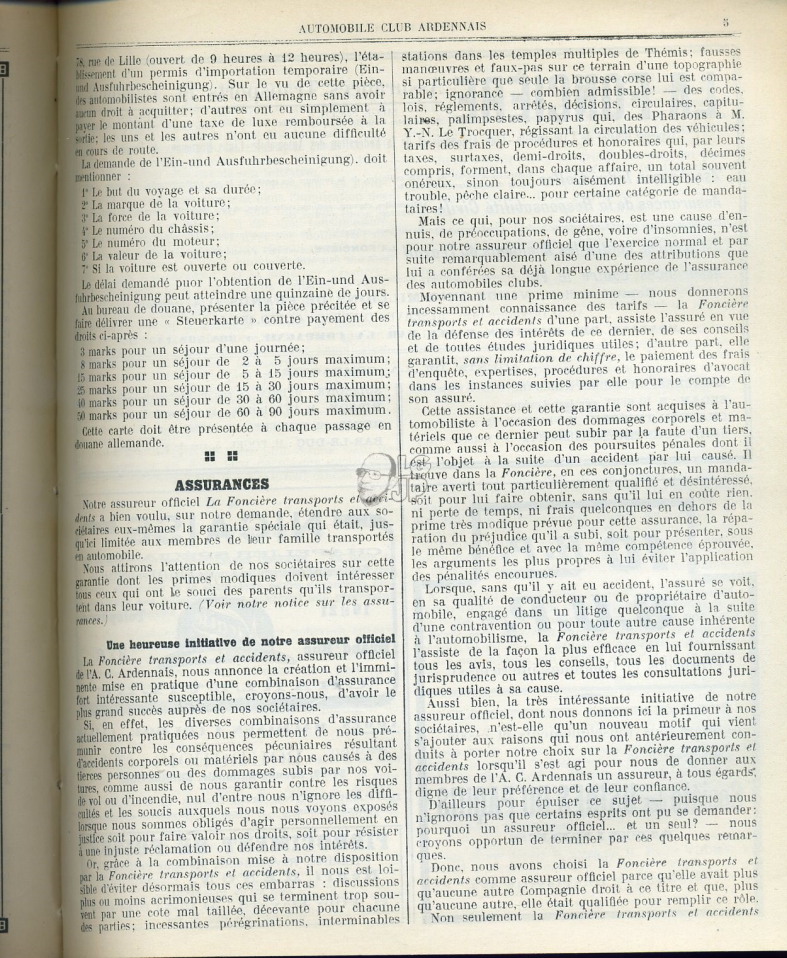 AUTOMOBILE CLUB ARDENNAIS
5
78, rue de Lille (ouvert de 9 heures à 12 heures), l'éta-
blissement d'un permis d'importation temporaire (Ein-
und Ausfuhrbescheinigung). Sur le vu de cette pièce,
des automobilistes sont entrés en Allemagne sans avoir
aucun droit à acquitter; d'autres ont eu simplement à
payer le montant d'une taxe de luxe remboursée à la
sortie; les uns et les autres n'ont eu aucune difficulté
en cours de route.
La demande de l'Ein-und Ausfuhrbescheinigung). doit
mentionner :
1° Le but du voyage et sa durée;
2° La marque de la voiture;
3° La force de la voiture;
4° Le numéro du châssis;
5° Le numéro du moteur;
6° La valeur de la voiture;
7° Si la voiture est ouverte ou couverte.
Le délai demandé puor l'obtention de l'Ein-und Aus-
fuhrbescheinigung peut atteindre une quinzaine de jours.
Au bureau de douane, présenter la pièce précitée et se
faire délivrer une « Steuerkarte » contre payement des
droits ci-après :
3 marks pour un séjour d'une journée;
8 marks pour un séjour de 2 à 5 jours maximum;
15 marks pour un séjour de 5 à 15 jours maximum;
25 marks pour un séjour de 15 à 30 jours maximum;
40 marks pour un séjour de 30 à 60 jours maximum;
50 marks pour un séjour de 60 à 90 jours maximum.
Cette carte doit être présentée à chaque passage en
douane allemande.
ASSURANCES
Notre assureur officiel La Foncière transports et acci-
dents a bien voulu, sur notre demande, étendre aux so-
ciétaires eux-mêmes la garantie spéciale qui était, jus-
qu'ici limitée aux membres de leur famille transportés
en automobile.
Nous attirons l'attention de nos sociétaires sur cette
garantie dont les primes modiques doivent intéresser
tous ceux qui ont le souci des parents qu'ils transpor-
tent dans leur voiture. (Voir notre notice sur les assu-
rances.)
Une heureuse initiative de notre assureur officiel
La Foncière transports et accidents, assureur officiel
de l'A. C. Ardennais, nous annonce la création et l'immi-
nente mise en pratique d'une combinaison d'assurance
fort intéressante susceptible, croyons-nous, d'avoir le
plus grand succès auprès de nos sociétaires.
Si, en effet, les diverses combinaisons d'assurance
actuellement pratiquées nous permettent de nous pré-
munir contre les conséquences pécuniaires résultant
d'accidents corporels ou matériels par nous causés à des
tierces personnes ou des dommages subis par nos voi-
tures, comme aussi de nous garantir contre les risques
de vol ou d'incendie, nul d'entre nous n'ignore les diffi-
cultés et les soucis auxquels nous nous voyons exposés
lorsque nous sommes obligés d'agir personnellement en
justice soit pour faire valoir nos droits, soit pour résister
à une injuste réclamation ou défendre nos intérêts.
Or, grâce à la combinaison mise à notre disposition
par la Foncière transports et accidents, il nous est loi-
sible d'éviter désormais tous ces embarras : discussions
plus ou moins acrimonieuses qui se terminent trop sou-
vent par une cote mal taillée, décevante pour chacune
des parties; incessantes pérégrinations, interminables
stations dans les temples multiples de Thémis; fausses
manœuvres et faux-pas sur ce terrain d'une topographie
si particulière que seule la brousse corse lui est compa-
rable; ignorance — combien admissible! — des codes,
lois, réglements, arrêtés, décisions, circulaires, capitu-
laires, palimpsestes, papyrus qui, des Pharaons à M.
Y.-N. Le Trocquer, régissant la circulation des véhicules;
tarifs des frais de procédures et honoraires qui, par leurs
taxes, surtaxes, demi-droits, doubles-droits, décimes
compris, forment, dans chaque affaire, un total souvent
onéreux, sinon toujours aisément intelligible : eau
trouble, pêche claire... pour certaine catégorie de manda-
taires!
Mais ce qui, pour nos sociétaires, est une cause d'en-
nuis, de préoccupations, de gêne, voire d'insomnies, n'est
pour notre assureur officiel que l'exercice normal et par
suite remarquablement aisé d'une des attributions que
lui a conférées sa déjà longue expérience de l'assurance
des automobiles clubs.
Moyennant une prime minime — nous donnerons
incessamment connaissance des tarifs — la Foncière
transports et accidents d'une part, assiste l'assuré en vue
de la défense des intérêts de ce dernier, de ses conseils
et de toutes études juridiques utiles; d'autre part, elle
garantit, sans limitation de chiffre, le paiement des frais
d'enquête, expertises, procédures et honoraires d'avocat
dans les instances suivies par elle pour le compte de
son assuré.
Cette assistance et cette garantie sont acquises à l'au-
tomobiliste à l'occasion des dommages corporels et ma-
tériels que ce dernier peut subir par la faute d'un tiers,
comme aussi à l'occasion des poursuites pénales dont il
est l'objet à la suite d'un accident par lui causé. Il
trouve dans la Foncière, en ces conjonctures, un manda-
taire averti tout particulièrement qualifié et désintéressé,
soit pour lui faire obtenir, sans qu'il lui en coûte rien,
ni perte de temps, ni frais quelconques en dehors de la
prime très modique prévue pour cette assurance, la répa-
ration du préjudice qu'il a subi, soit pour présenter, sous
le même bénéfice et avec la même compétence éprouvée,
les arguments les plus propres à lui éviter l'application
des pénalités encourues.
Lorsque, sans qu'il y ait eu accident, l'assuré se voit,
en sa qualité de conducteur ou de propriétaire d'auto-
mobile, engagé dans un litige quelconque à la suite
d'une contravention ou pour toute autre cause inhérente
à l'automobilisme, la Foncière transports et accidents
l'assiste de la façon la plus efficace en lui fournissant
tous les avis, tous les conseils, tous les documents de
jurisprudence ou autres et toutes les consultations juri-
diques utiles à sa cause.
Aussi bien, la très intéressante initiative de notre
assureur officiel, dont nous donnons ici la primeur à nos
sociétaires, n'est-elle qu'un nouveau motif qui vient
s'ajouter aux raisons qui nous ont antérieurement con-
duits à porter notre choix sur la Foncière transports et
accidents lorsqu'il s'est agi pour nous de donner aux
membres de l'A. C. Ardennais un assureur, à tous égards,
digne de leur préférence et de leur confiance.
D'ailleurs pour épuiser ce sujet — puisque nous
n'ignorons pas que certains esprits ont pu se demander:
pourquoi un assureur officiel... et un seul? — nous
croyons opportun de terminer par ces quelques remar-
ques.
Donc, nous avons choisi la Foncière transports et
accidents comme assureur officiel parce qu'elle avait plus
qu'aucune autre Compagnie droit à ce titre et que, plus
qu'aucune autre, elle était qualifiée pour remplir ce rôle.
Non seulement la Foncière transports et accidents